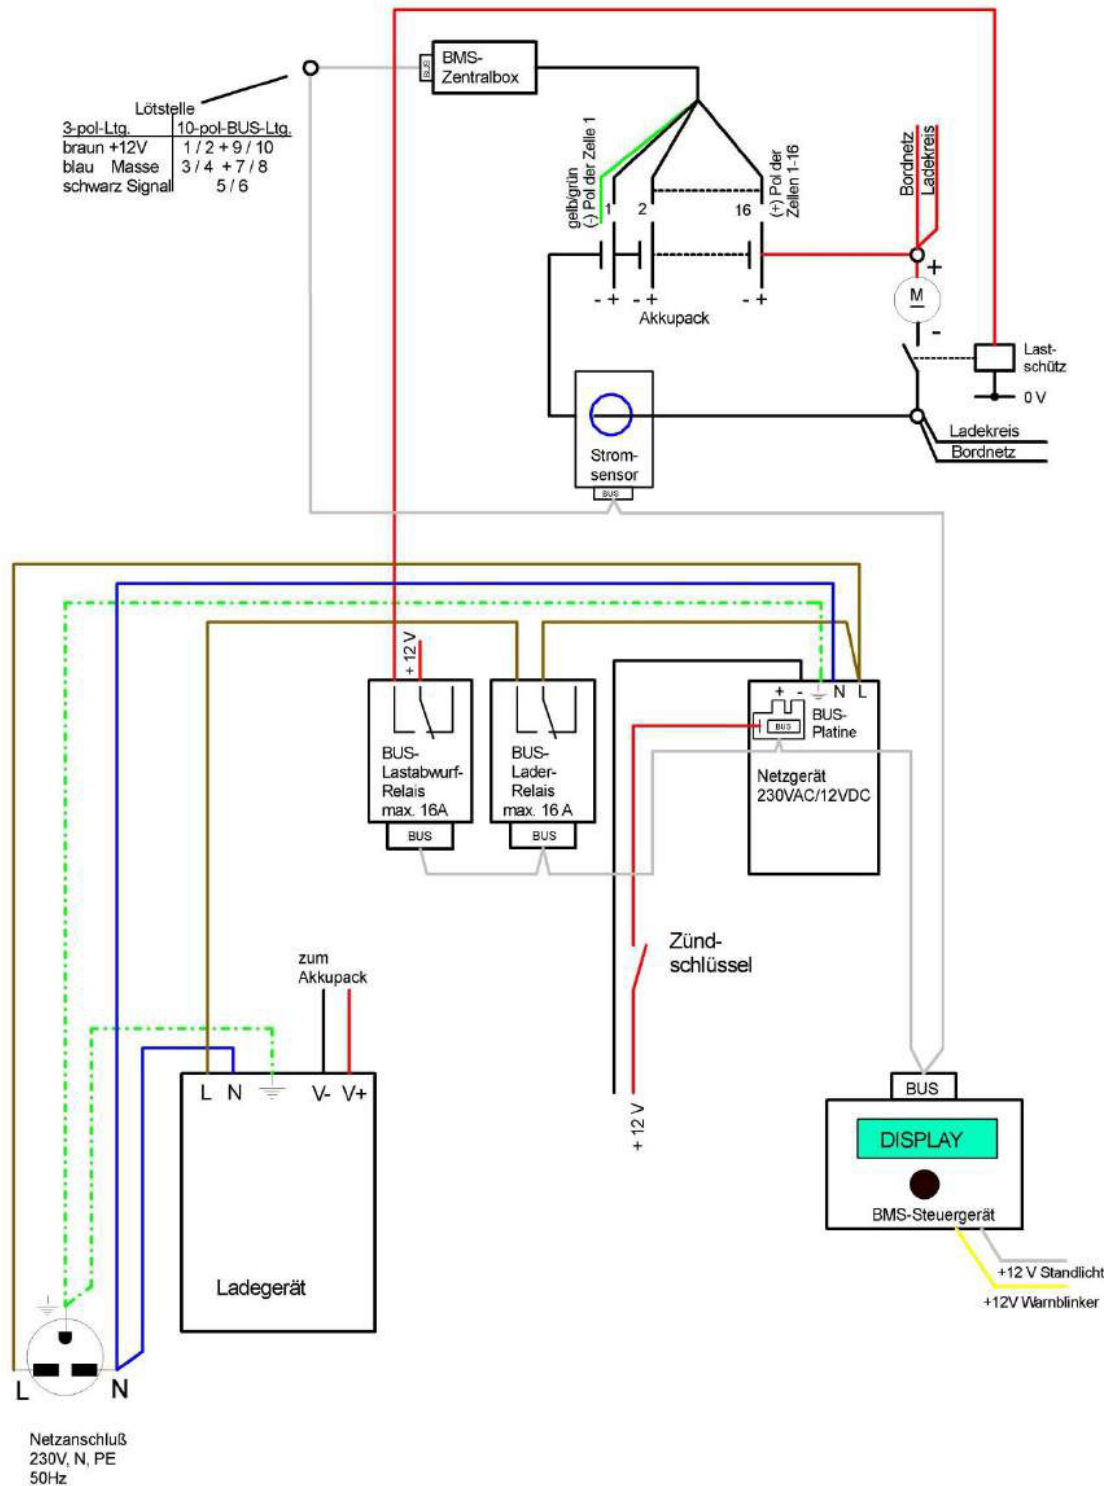 BMS-
Zentralbox
BUS
Lötstelle
3-pol-Ltg. 10-pol-BUS-Ltg.
braun +12V 1 / 2 + 9 / 10
blau Masse 3 / 4 + 7 / 8
schwarz Signal 5 / 6
gelb/grün
(-) Pol der Zelle 1
1
2
16
(+) Pol der
Zellen 1-16
Bordnetz
Ladekreis
- +
- +
- +
Akkupack
+
M
-
Last-
schütz
0 V
Ladekreis
Bordnetz
Strom-
sensor
BUS
+ 12 V
BUS-
Lastabwurf-
Relais
max. 16A
BUS
BUS-
Lader-
Relais
max. 16 A
BUS
+ - N L
BUS
BUS-
Platine
Netzgerät
230VAC/12VDC
Zünd-
schlüssel
+ 12 V
zum
Akkupack
L N V- V+
Ladegerät
BUS
DISPLAY
BMS-Steuergerät
+12 V Standlicht
+12V Warnblinker
L N
Netzanschluß
230V, N, PE
50Hz